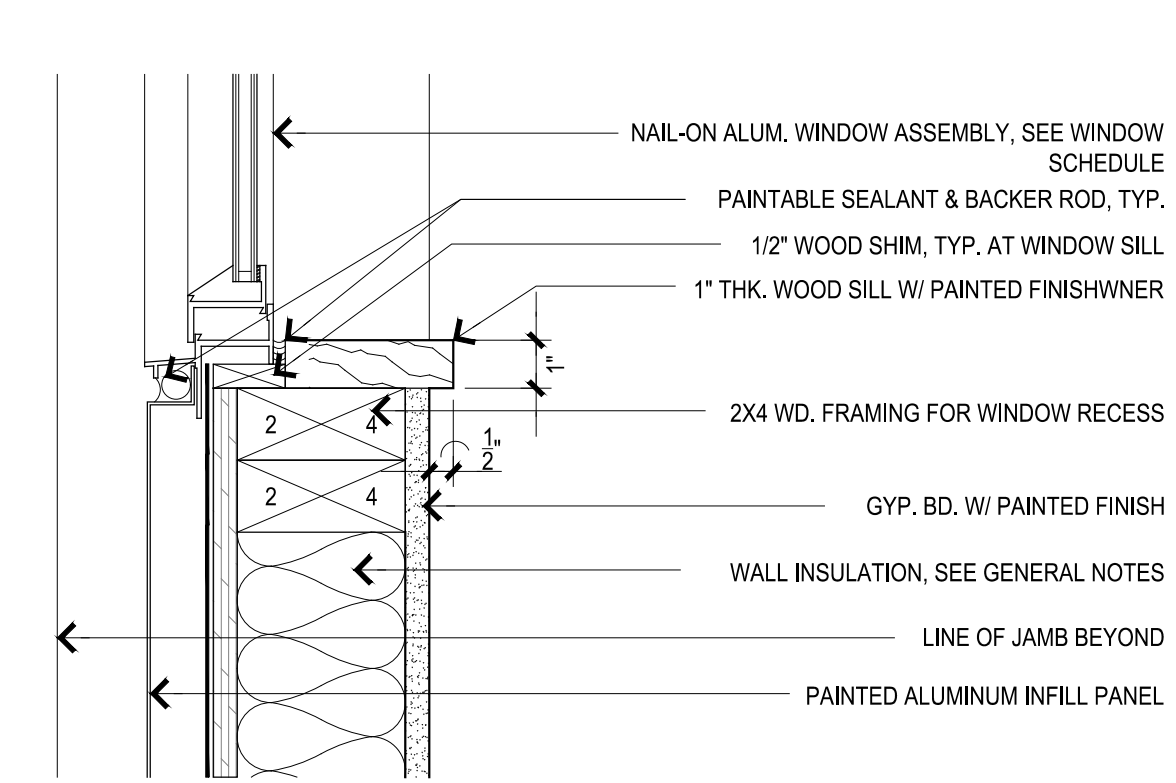 NAIL-ON ALUM. WINDOW ASSEMBLY, SEE WINDOW
SCHEDULE
PAINTABLE SEALANT & BACKER ROD, TYP.
1/2" WOOD SHIM, TYP. AT WINDOW SILL
1" THK. WOOD SILL W/ PAINTED FINISHWNER
1"
2 4
2X4 WD. FRAMING FOR WINDOW RECESS
1/2"
2 4
GYP. BD. W/ PAINTED FINISH
WALL INSULATION, SEE GENERAL NOTES
LINE OF JAMB BEYOND
PAINTED ALUMINUM INFILL PANEL